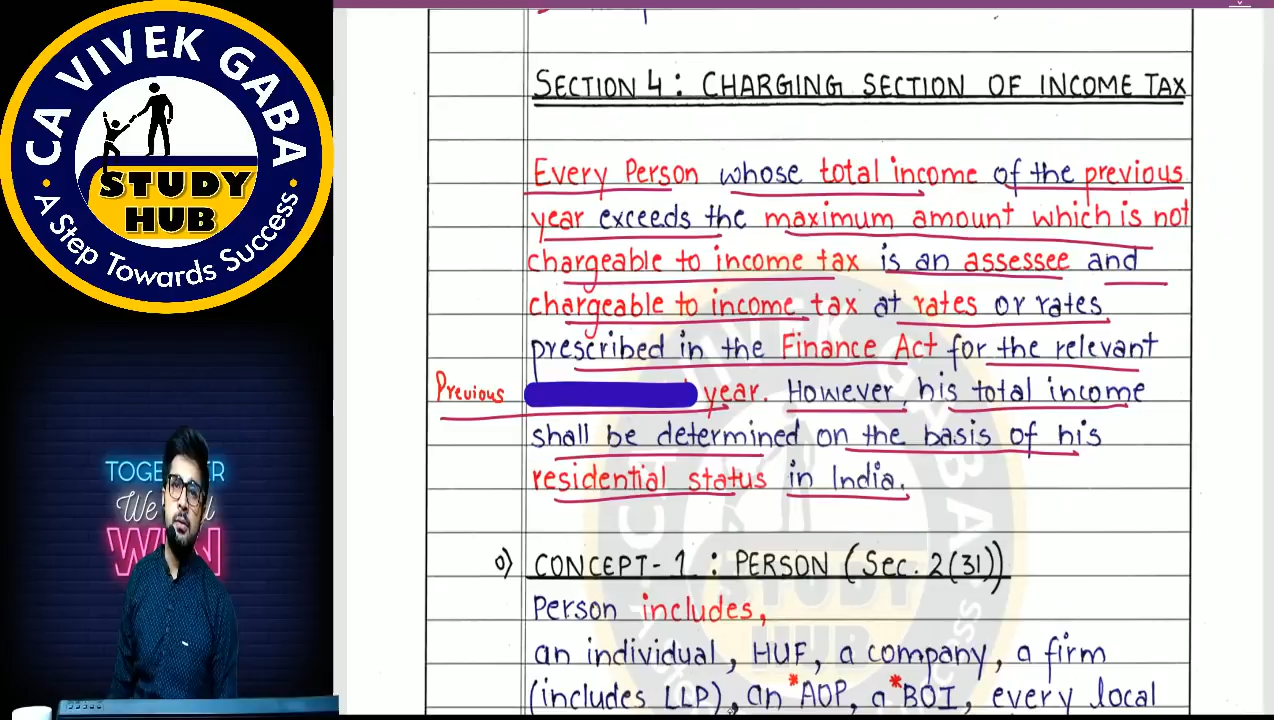 CA VIVEK GABA
STUDY
HUB
A Step Towards Success
TOGETHER
We
WIN
SECTION 4 : CHARGING SECTION OF INCOME TAX
Every Person whose total income of the previous
year exceeds the maximum amount which is not
chargeable to income tax is an assessee and
chargeable to income tax at rates or rates
prescribed in the Finance Act for the relevant
Previous year. However, his total income
shall be determined on the basis of his
residential status in India.
o) CONCEPT-1 : PERSON (Sec. 2(31))
Person includes,
an individual, HUF, a company, a firm
(includes LLP), an *AOP, a *BOI, every local